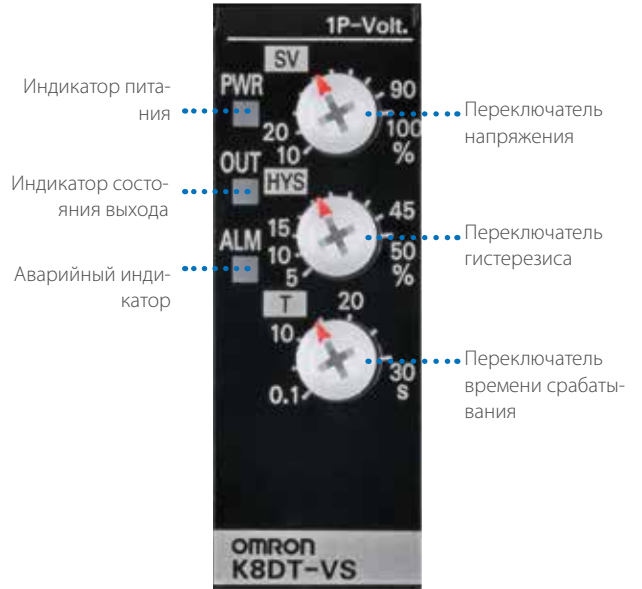 1P-Volt.
SV
Индикатор пита-
ния
PWR
90
100
%
20
10
Переключатель
напряжения
Индикатор состо-
яния выхода
OUT
HYS
45
50
%
15
10
5
Переключатель
гистерезиса
ALM
Аварийный инди-
катор
T
20
10
30
s
0.1
Переключатель
времени срабаты-
вания
OMRON
K8DT-VS